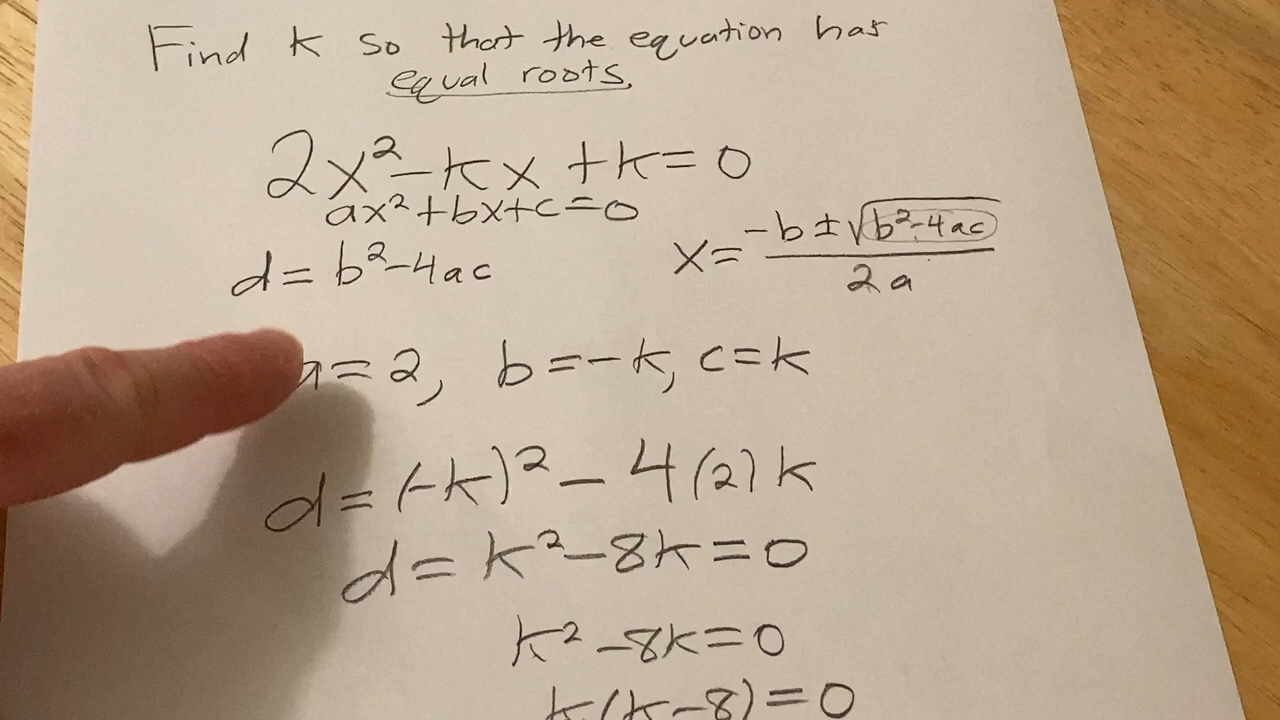 Find k so that the equation has
equal roots.
2x²-kx+k=0
ax²+bx+c=0
d=b²-4ac
x=(-b±√(b²-4ac))/(2a)
a=2, b=-k, c=k
d=(-k)²-4(2)k
d=k²-8k=0
k²-8k=0
k(k-8)=0